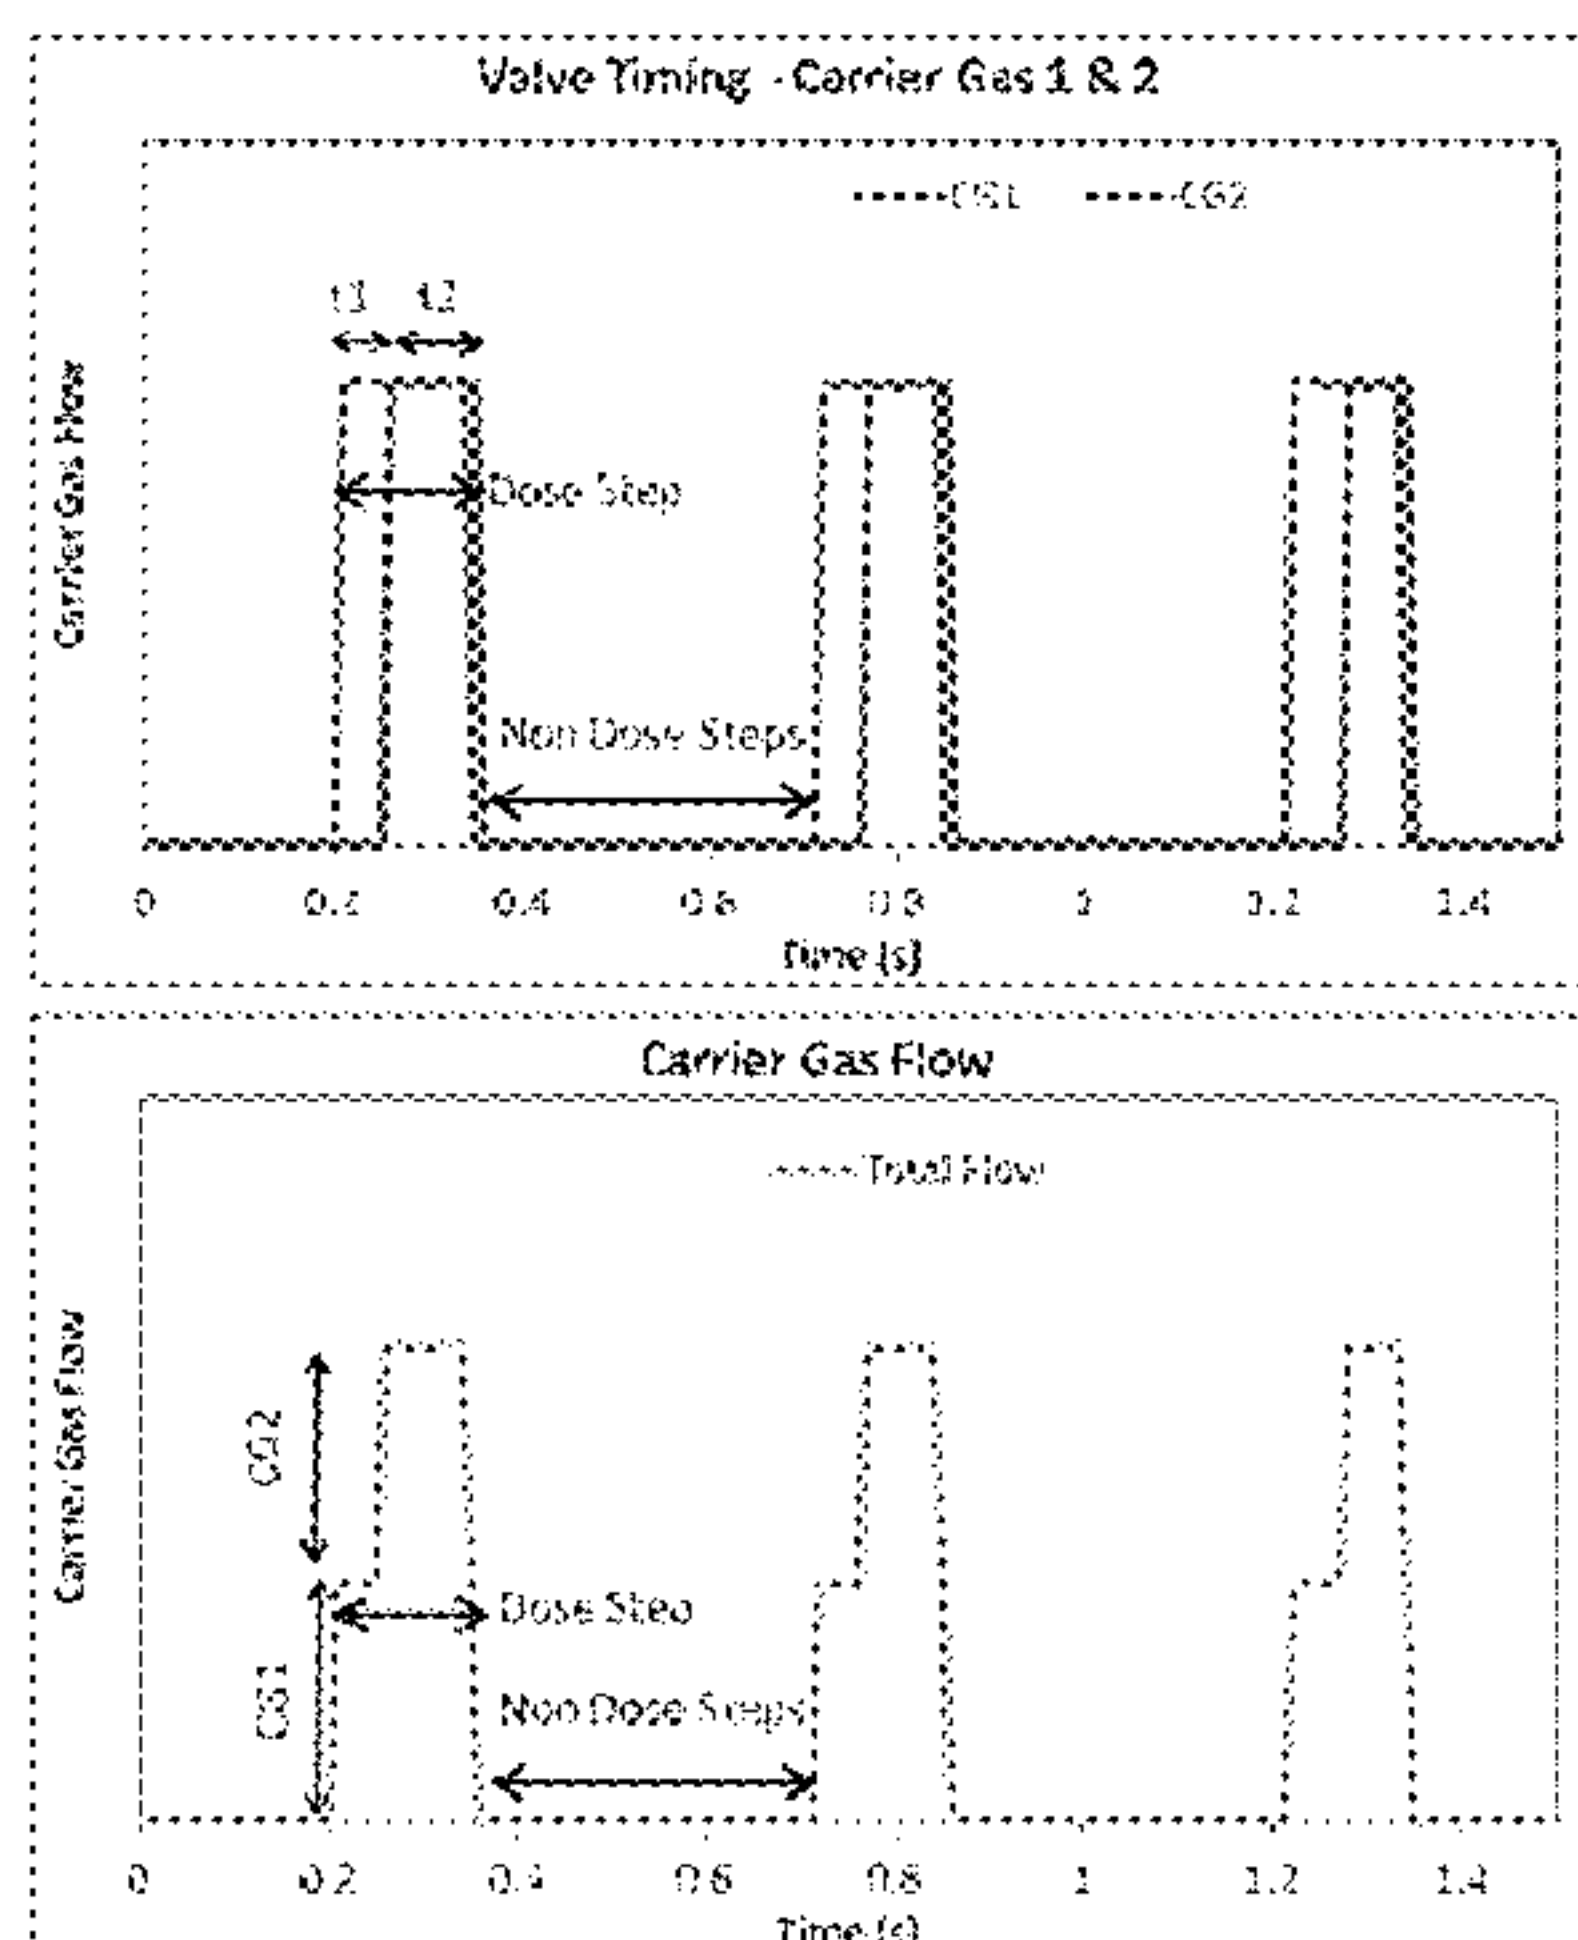 Valve Timing - Carrier Gas 1 & 2
CG1 CG2
t1 t2
Carrier Gas Flow
Dose Step
Non Dose Steps
0 0.2 0.4 0.6 0.8 1 1.2 1.4
Time (s)
Carrier Gas Flow
Total Flow
Carrier Gas Flow
CG2
Dose Step
CG1
Non Dose Steps
0 0.2 0.4 0.6 0.8 1 1.2 1.4
Time (s)